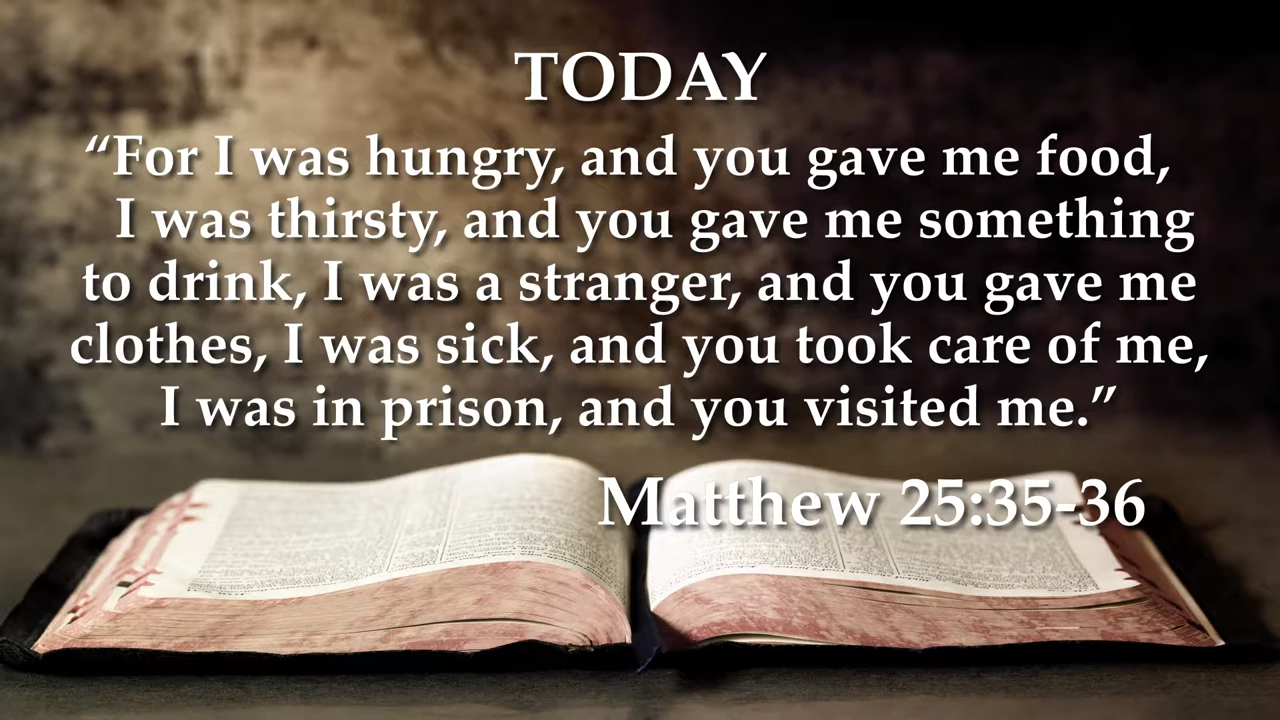 TODAY
“For I was hungry, and you gave me food,
I was thirsty, and you gave me something
to drink, I was a stranger, and you gave me
clothes, I was sick, and you took care of me,
I was in prison, and you visited me.”
Matthew 25:35-36